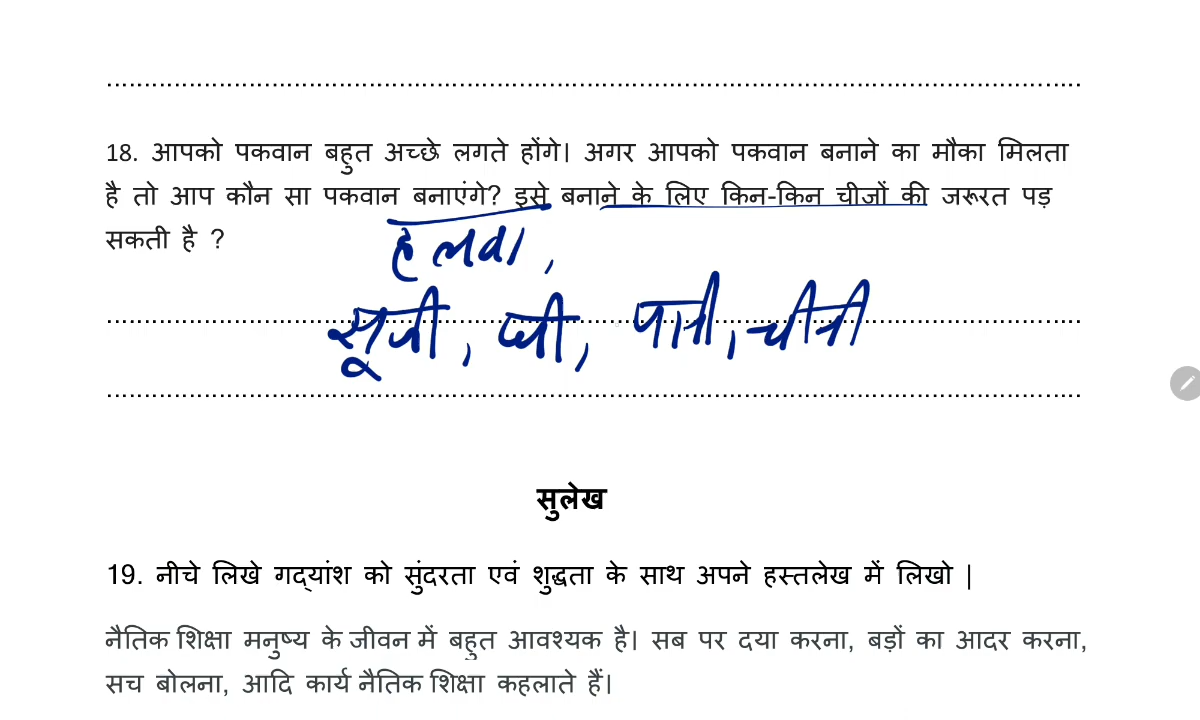 18. आपको पकवान बहुत अच्छे लगते होंगे। अगर आपको पकवान बनाने का मौका मिलता
है तो आप कौन सा पकवान बनाएंगे? इसे बनाने के लिए किन-किन चीजों की जरूरत पड़
सकती है ?
हलवा,
सूजी, घी, पानी, चीनी
सुलेख
19. नीचे लिखे गद्यांश को सुंदरता एवं शुद्धता के साथ अपने हस्तलेख में लिखो |
नैतिक शिक्षा मनुष्य के जीवन में बहुत आवश्यक है। सब पर दया करना, बड़ों का आदर करना,
सच बोलना, आदि कार्य नैतिक शिक्षा कहलाते हैं।